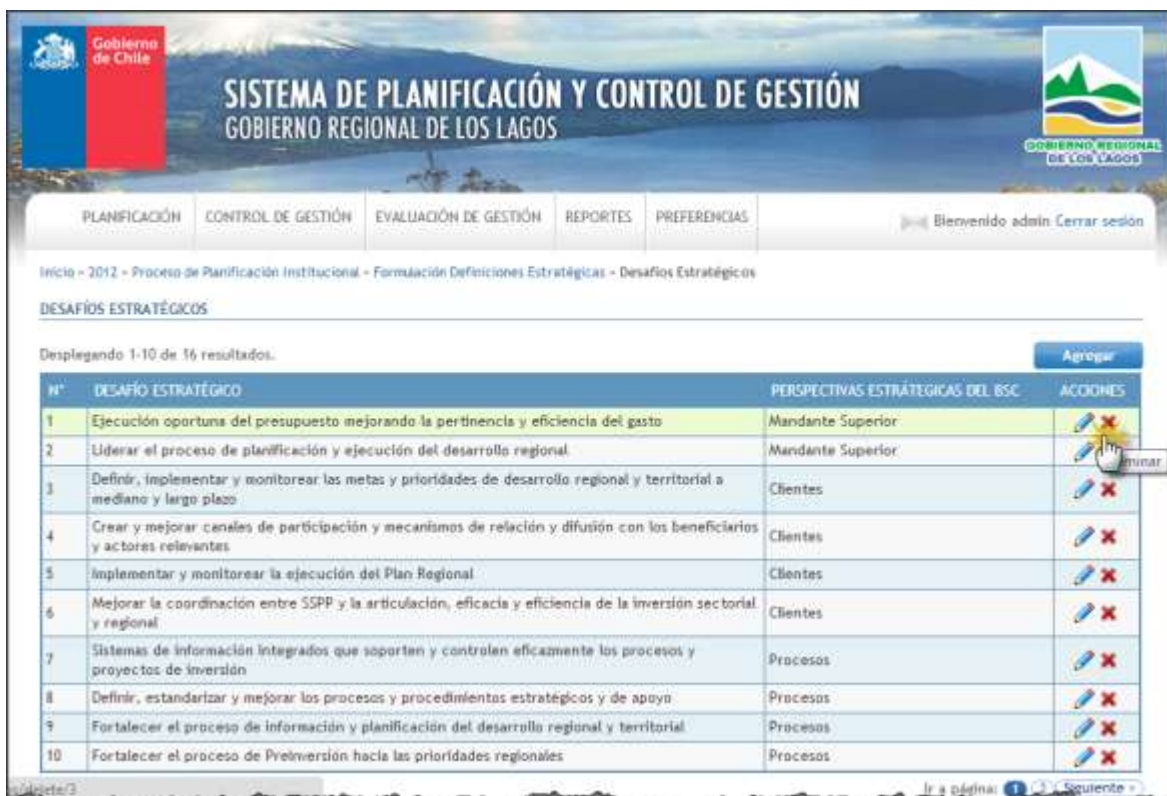 Gobierno
de Chile
SISTEMA DE PLANIFICACIÓN Y CONTROL DE GESTIÓN
GOBIERNO REGIONAL DE LOS LAGOS
GOBIERNO REGIONAL
DE LOS LAGOS
PLANIFICACIÓN CONTROL DE GESTIÓN EVALUACIÓN DE GESTIÓN REPORTES PREFERENCIAS Bienvenido admin Cerrar sesión
Inicio » 2012 » Proceso de Planificación Institucional » Formulación Definiciones Estratégicas » Desafíos Estratégicos
DESAFÍOS ESTRATÉGICOS
Desplegando 1-10 de 16 resultados. Agregar
N° DESAFÍO ESTRATÉGICO PERSPECTIVAS ESTRÁTEGICAS DEL BSC ACCIONES
1 Ejecución oportuna del presupuesto mejorando la pertinencia y eficiencia del gasto Mandante Superior
2 Liderar el proceso de planificación y ejecución del desarrollo regional Mandante Superior
minar
3 Definir, implementar y monitorear las metas y prioridades de desarrollo regional y territorial a
mediano y largo plazo Clientes
4 Crear y mejorar canales de participación y mecanismos de relación y difusión con los beneficiarios
y actores relevantes Clientes
5 Implementar y monitorear la ejecución del Plan Regional Clientes
6 Mejorar la coordinación entre SSPP y la articulación, eficacia y eficiencia de la inversión sectorial
y regional Clientes
7 Sistemas de información integrados que soporten y controlen eficazmente los procesos y
proyectos de inversión Procesos
8 Definir, estandarizar y mejorar los procesos y procedimientos estratégicos y de apoyo Procesos
9 Fortalecer el proceso de información y planificación del desarrollo regional y territorial Procesos
10 Fortalecer el proceso de Preinversión hacia las prioridades regionales Procesos
/delete/3 Ir a página: 1 2 Siguiente »